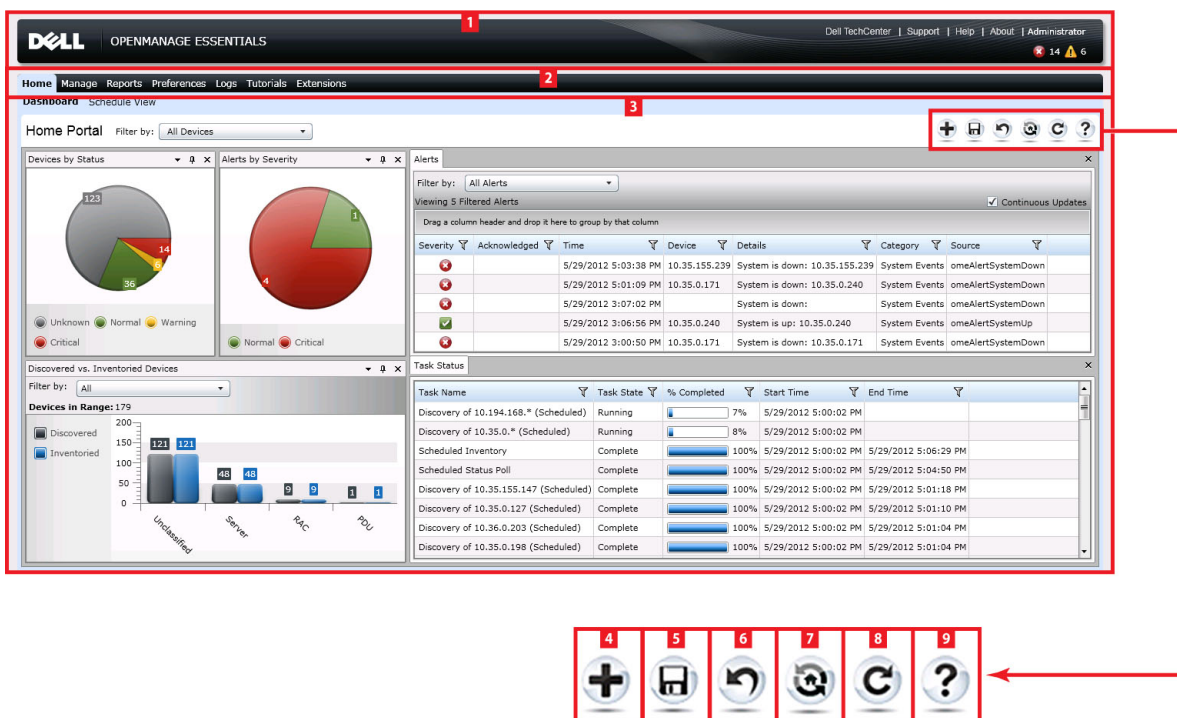 1
DELL OPENMANAGE ESSENTIALS
Dell TechCenter | Support | Help | About | Administrator
14 6
2
Home Manage Reports Preferences Logs Tutorials Extensions
3
Dashboard Schedule View
Home Portal Filter by: All Devices
Devices by Status
123
14
6
36
Unknown Normal Warning
Critical
Alerts by Severity
1
4
Normal Critical
Alerts
Filter by: All Alerts
Viewing 5 Filtered Alerts Continuous Updates
Drag a column header and drop it here to group by that column
Severity Acknowledged Time Device Details Category Source
5/29/2012 5:03:38 PM 10.35.155.239 System is down: 10.35.155.239 System Events omeAlertSystemDown
5/29/2012 5:01:09 PM 10.35.0.171 System is down: 10.35.0.240 System Events omeAlertSystemDown
5/29/2012 3:07:02 PM System is down: System Events omeAlertSystemDown
5/29/2012 3:06:56 PM 10.35.0.240 System is up: 10.35.0.240 System Events omeAlertSystemUp
5/29/2012 3:00:50 PM 10.35.0.171 System is down: 10.35.0.171 System Events omeAlertSystemDown
Discovered vs. Inventoried Devices
Filter by: All
Devices in Range: 179
Discovered
Inventoried
200
150
100
50
0
121 121
48 48
9 9
1 1
Unclassified
Server
RAC
PDU
Task Status
Task Name Task State % Completed Start Time End Time
Discovery of 10.194.168.* (Scheduled) Running 7% 5/29/2012 5:00:02 PM
Discovery of 10.35.0.* (Scheduled) Running 8% 5/29/2012 5:00:02 PM
Scheduled Inventory Complete 100% 5/29/2012 5:00:02 PM 5/29/2012 5:06:29 PM
Scheduled Status Poll Complete 100% 5/29/2012 5:00:02 PM 5/29/2012 5:04:50 PM
Discovery of 10.35.155.147 (Scheduled) Complete 100% 5/29/2012 5:00:02 PM 5/29/2012 5:01:18 PM
Discovery of 10.35.0.127 (Scheduled) Complete 100% 5/29/2012 5:00:02 PM 5/29/2012 5:01:10 PM
Discovery of 10.36.0.203 (Scheduled) Complete 100% 5/29/2012 5:00:02 PM 5/29/2012 5:01:04 PM
Discovery of 10.35.0.198 (Scheduled) Complete 100% 5/29/2012 5:00:02 PM 5/29/2012 5:01:04 PM
4 5 6 7 8 9